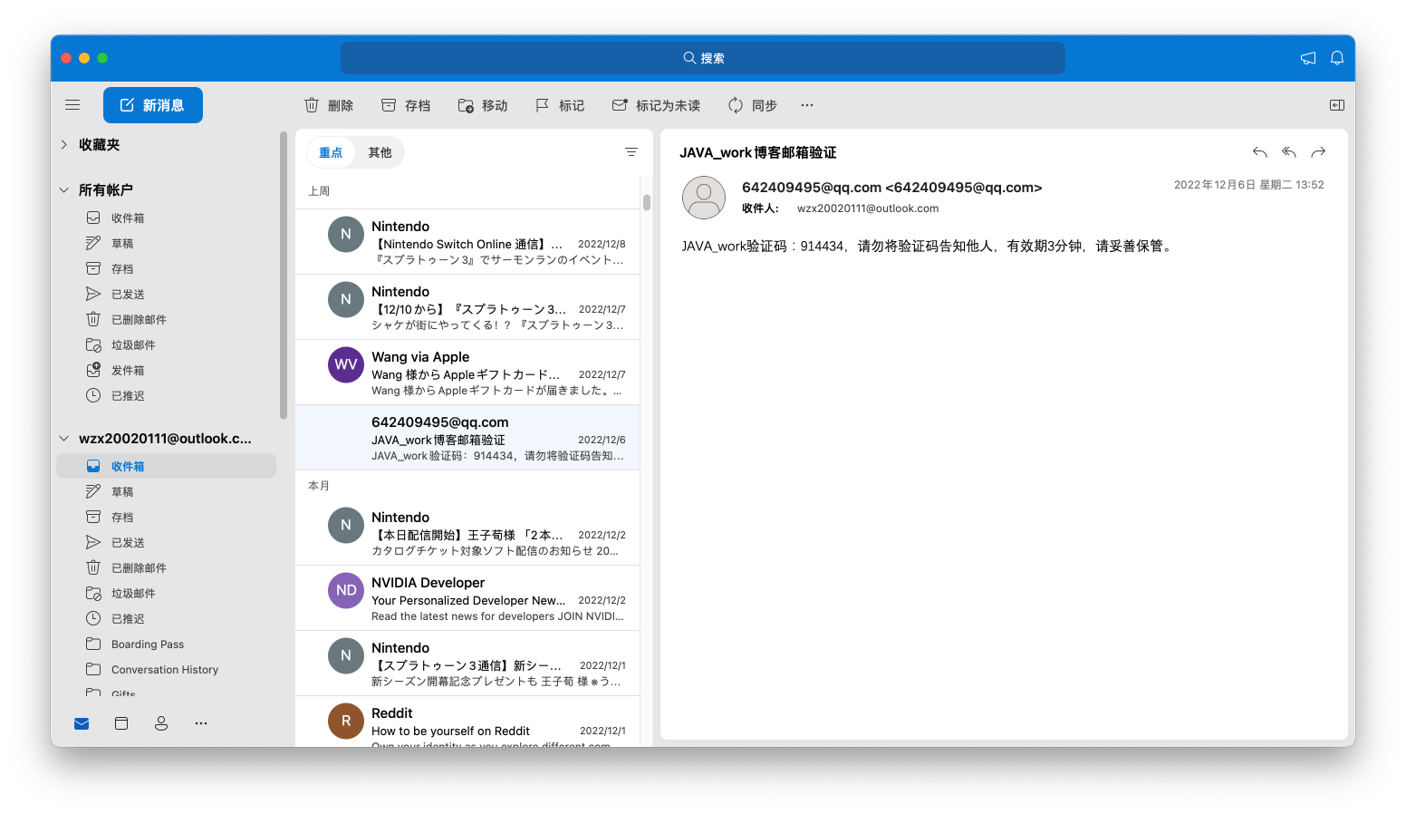 搜索
新消息
删除
存档
移动
标记
标记为未读
同步
收藏夹
所有帐户
收件箱
草稿
存档
已发送
已删除邮件
垃圾邮件
发件箱
已推迟
wzx20020111@outlook.c...
收件箱
草稿
存档
已发送
已删除邮件
垃圾邮件
已推迟
Boarding Pass
Conversation History
Gifts
重点 其他
上周
N
Nintendo
【Nintendo Switch Online 通信】... 2022/12/8
『スプラトゥーン3』でサーモンランのイベント...
N
Nintendo
【12/10 から】『スプラトゥーン 3... 2022/12/7
シャケが街にやってくる！？『スプラトゥーン 3...
WV
Wang via Apple
Wang 様から Apple ギフトカード... 2022/12/7
Wang 様から Apple ギフトカードが届きました。...
642409495@qq.com
JAVA_work博客邮箱验证 2022/12/6
JAVA_work验证码：914434，请勿将验证码告知...
本月
N
Nintendo
【本日配信開始】王子荀様 「2 本... 2022/12/2
カタログチケット対象ソフト配信のお知らせ 20...
ND
NVIDIA Developer
Your Personalized Developer New... 2022/12/2
Read the latest news for developers JOIN NVIDI...
N
Nintendo
【スプラトゥーン 3 通信】新シー... 2022/12/1
新シーズン開幕記念プレゼントも 王子荀 様 ※う...
R
Reddit
How to be yourself on Reddit 2022/12/1
Own your identity as you explore different com
JAVA_work博客邮箱验证
642409495@qq.com <642409495@qq.com>
2022年12月6日 星期二 13:52
收件人: wzx20020111@outlook.com
JAVA_work验证码：914434，请勿将验证码告知他人，有效期3分钟，请妥善保管。